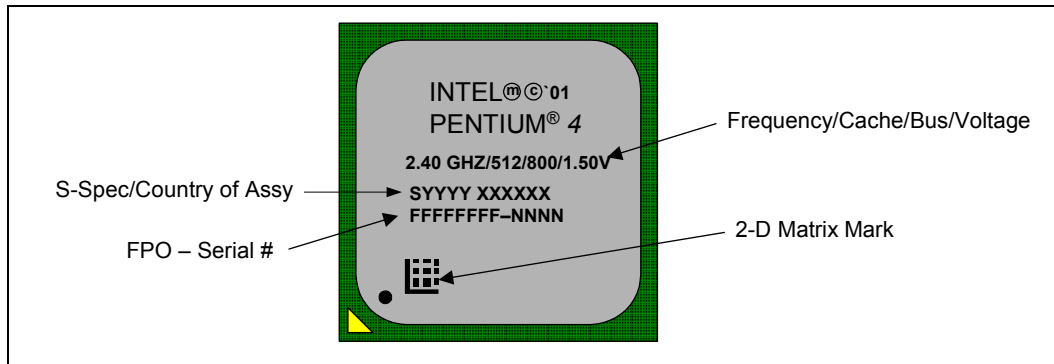 INTELⓜ©`01
PENTIUM® 4
Frequency/Cache/Bus/Voltage
2.40 GHZ/512/800/1.50V
S-Spec/Country of Assy
SYYYY XXXXXX
FFFFFFFF–NNNN
FPO – Serial #
2-D Matrix Mark